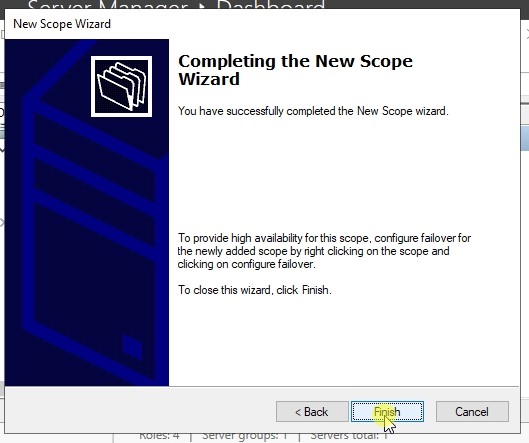 Server Manager ▸ Dashboard
New Scope Wizard
Completing the New Scope
Wizard
You have successfully completed the New Scope wizard.
To provide high availability for this scope, configure failover for
the newly added scope by right clicking on the scope and
clicking on configure failover.
To close this wizard, click Finish.
< Back
Finish
Cancel
Roles: 4 | Server groups: 1 | Servers total: 1